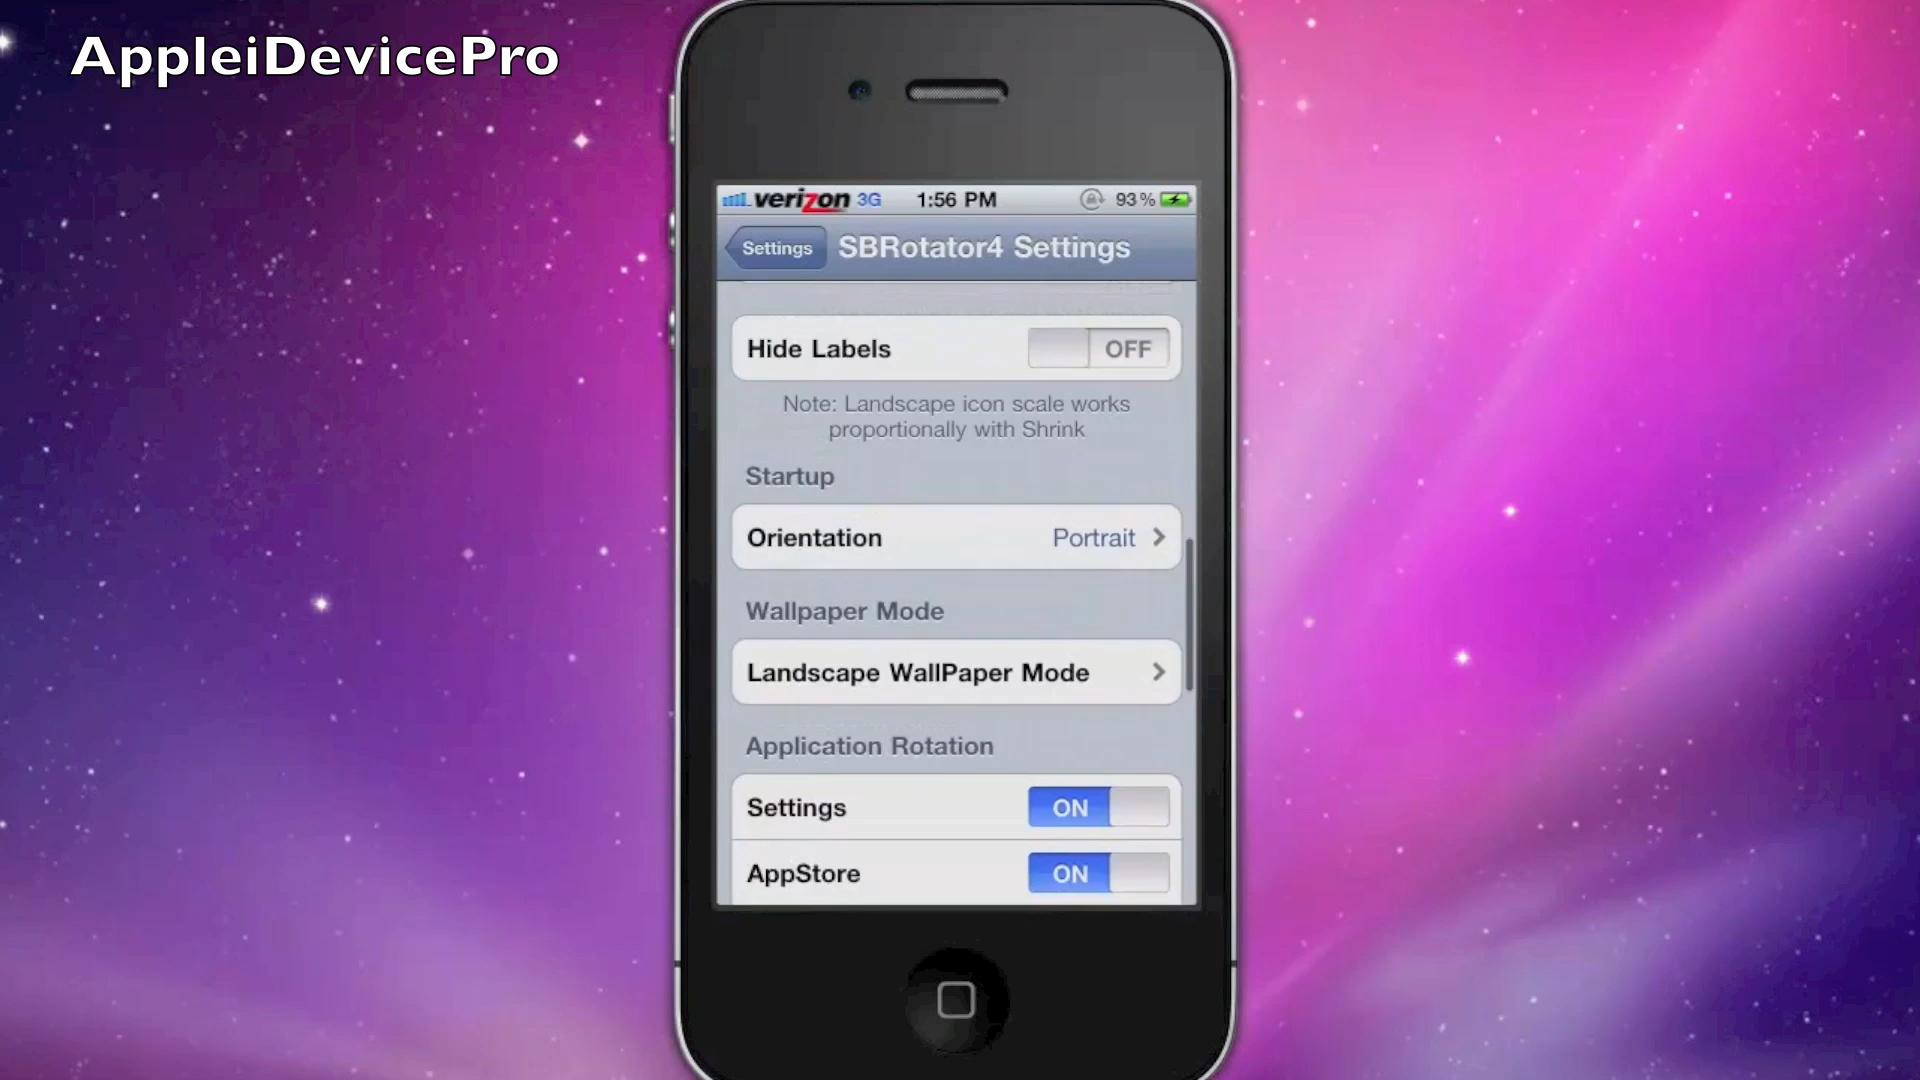 AppleiDevicePro
verizon 3G 1:56 PM 93%
Settings SBRotator4 Settings
Hide Labels OFF
Note: Landscape icon scale works
proportionally with Shrink
Startup
Orientation Portrait
Wallpaper Mode
Landscape WallPaper Mode
Application Rotation
Settings ON
AppStore ON